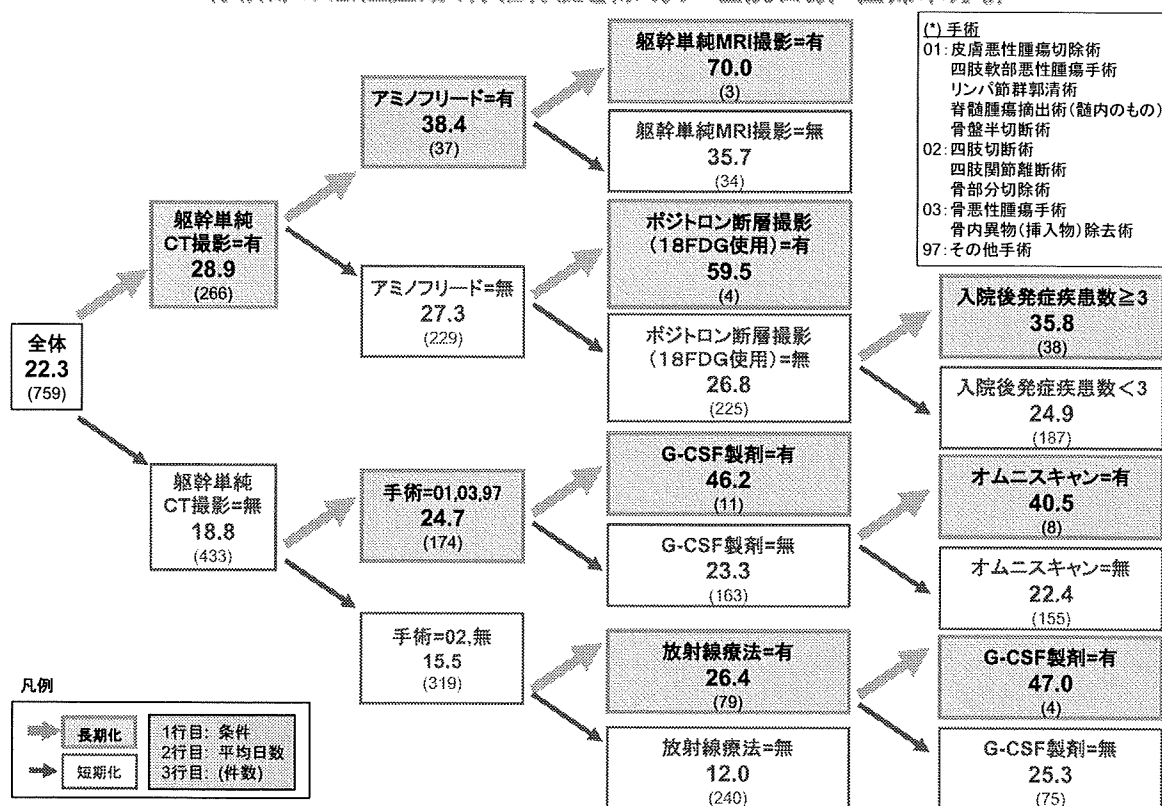 躯幹単純MRI撮影=有
70.0
(3)
(*) 手術
01:皮膚悪性腫瘍切除術
四肢軟部悪性腫瘍手術
リンパ節群郭清術
脊髄腫瘍摘出術(髄内のもの)
骨盤半切断術
02:四肢切断術
四肢関節離断術
骨部分切除術
03:骨悪性腫瘍手術
骨内異物(挿入物)除去術
97:その他手術
アミノフリード=有
38.4
(37)
躯幹単純MRI撮影=無
35.7
(34)
躯幹単純
CT撮影=有
28.9
(266)
ポジトロン断層撮影
(18FDG使用)=有
59.5
(4)
アミノフリード=無
27.3
(229)
入院後発症疾患数≧3
35.8
(38)
全体
22.3
(759)
ポジトロン断層撮影
(18FDG使用)=無
26.8
(225)
入院後発症疾患数<3
24.9
(187)
躯幹単純
CT撮影=無
18.8
(433)
手術=01,03,97
24.7
(174)
G-CSF製剤=有
46.2
(11)
オムニスキャン=有
40.5
(8)
G-CSF製剤=無
23.3
(163)
オムニスキャン=無
22.4
(155)
手術=02,無
15.5
(319)
放射線療法=有
26.4
(79)
G-CSF製剤=有
47.0
(4)
放射線療法=無
12.0
(240)
G-CSF製剤=無
25.3
(75)
凡例
長期化
短期化
1行目: 条件
2行目: 平均日数
3行目: (件数)